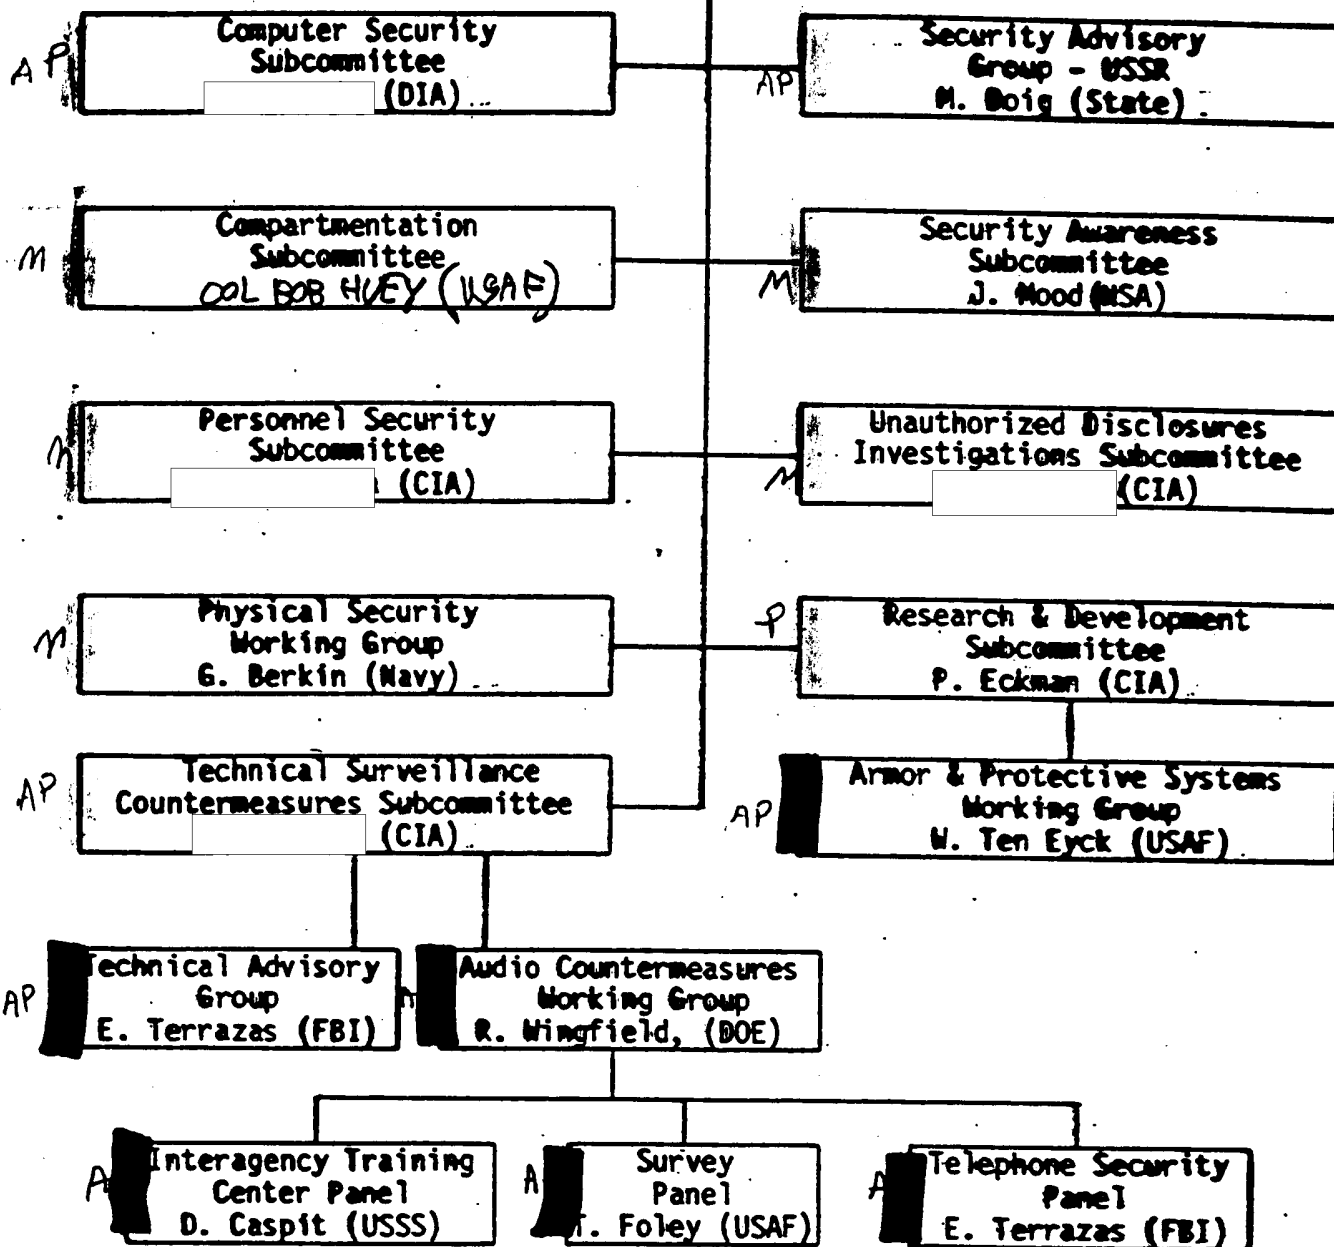 A P
Computer Security
Subcommittee
(DIA)
AP
Security Advisory
Group - USSR
M. Boig (State)
M
Compartmentation
Subcommittee
COL BOB HUEY (USAF)
M
Security Awareness
Subcommittee
J. Mood (NSA)
M
Personnel Security
Subcommittee
(CIA)
M
Unauthorized Disclosures
Investigations Subcommittee
(CIA)
M
Physical Security
Working Group
G. Berkin (Navy)
P
Research & Development
Subcommittee
P. Eckman (CIA)
AP
Technical Surveillance
Countermeasures Subcommittee
(CIA)
AP
Armor & Protective Systems
Working Group
W. Ten Eyck (USAF)
AP
Technical Advisory
Group
E. Terrazas (FBI)
Audio Countermeasures
Working Group
R. Wingfield, (DOE)
A
Interagency Training
Center Panel
D. Caspit (USSS)
A
Survey
Panel
T. Foley (USAF)
A
Telephone Security
Panel
E. Terrazas (FBI)